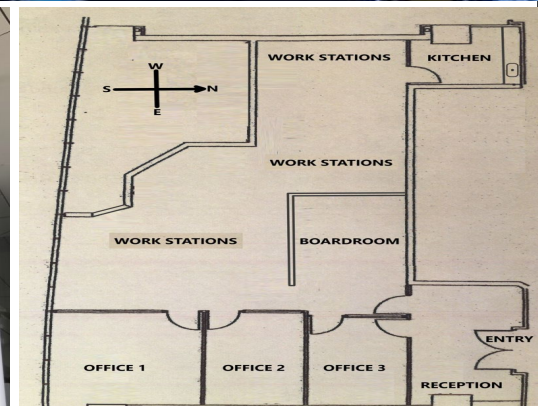 WORK STATIONS
KITCHEN
W
S
N
E
WORK STATIONS
WORK STATIONS
BOARDROOM
ENTRY
OFFICE 1
OFFICE 2
OFFICE 3
RECEPTION